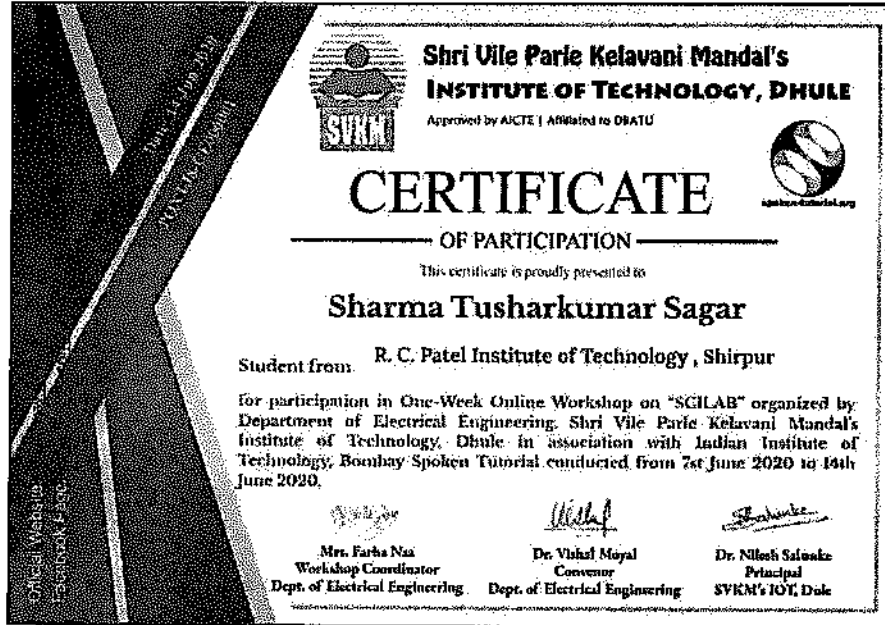 Shri Vile Parle Kelavani Mandal's
INSTITUTE OF TECHNOLOGY, DHULE
Approved by AICTE | Affiliated to DBATU
SVKM
spoken-tutorial.org
CERTIFICATE
OF PARTICIPATION
This certificate is proudly presented to
Sharma Tusharkumar Sagar
Student from R. C. Patel Institute of Technology , Shirpur
for participation in One-Week Online Workshop on "SCILAB" organized by
Department of Electrical Engineering, Shri Vile Parle Kelavani Mandal's
Institute of Technology, Dhule in association with Indian Institute of
Technology, Bombay Spoken Tutorial conducted from 7st June 2020 to 14th
June 2020.
Mrs. Farha Naz
Workshop Coordinator
Dept. of Electrical Engineering
Dr. Vishal Moyal
Convenor
Dept. of Electrical Engineering
Dr. Nilesh Salunke
Principal
SVKM's IOT, Dule
Official Website
Facebook Page